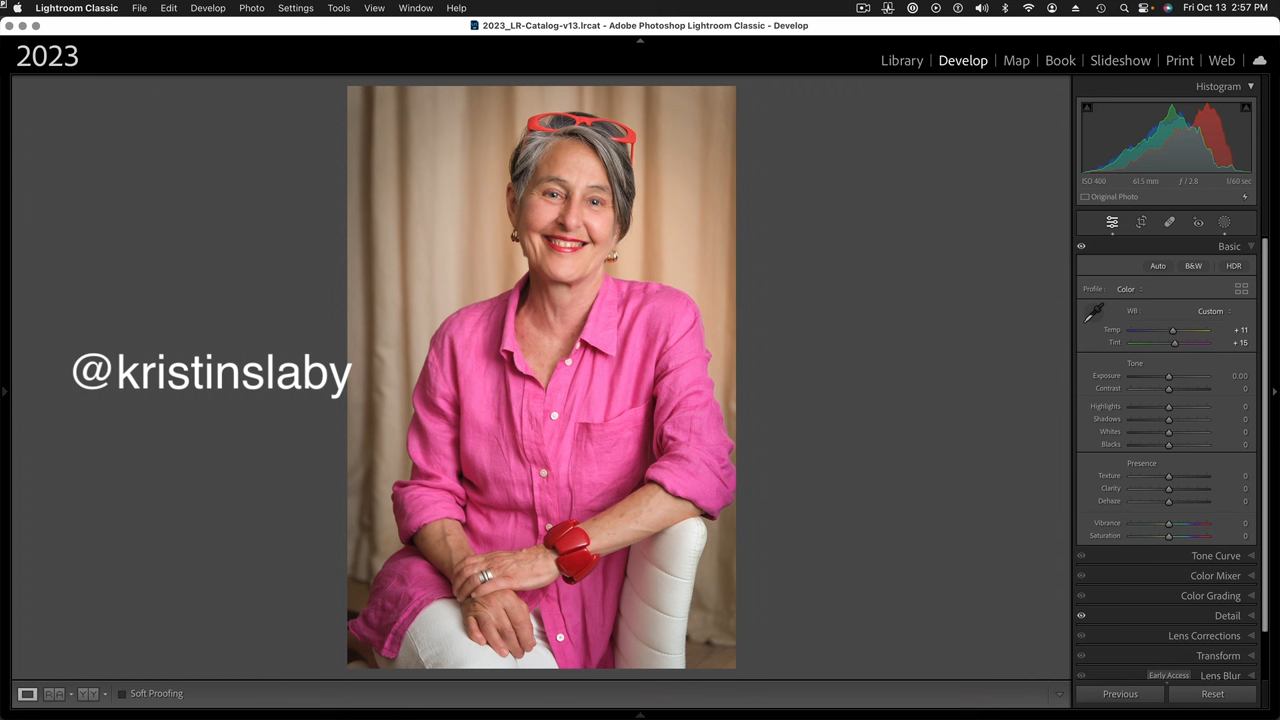 Lightroom Classic File Edit Develop Photo Settings Tools View Window Help Fri Oct 13 2:57 PM
2023_LR-Catalog-v13.lrcat - Adobe Photoshop Lightroom Classic - Develop
2023
Library | Develop | Map | Book | Slideshow | Print | Web
Histogram
ISO 400 61.5 mm ƒ / 2.8 1/60 sec
Original Photo
Basic
Auto B&W HDR
Profile : Color
WB : Custom
Temp + 11
Tint + 15
Tone
Exposure 0.00
Contrast 0
Highlights 0
Shadows 0
Whites 0
Blacks 0
Presence
Texture 0
Clarity 0
Dehaze 0
Vibrance 0
Saturation 0
Tone Curve
Color Mixer
Color Grading
Detail
Lens Corrections
Transform
Early Access Lens Blur
Previous Reset
@kristinslaby
RA YY Soft Proofing